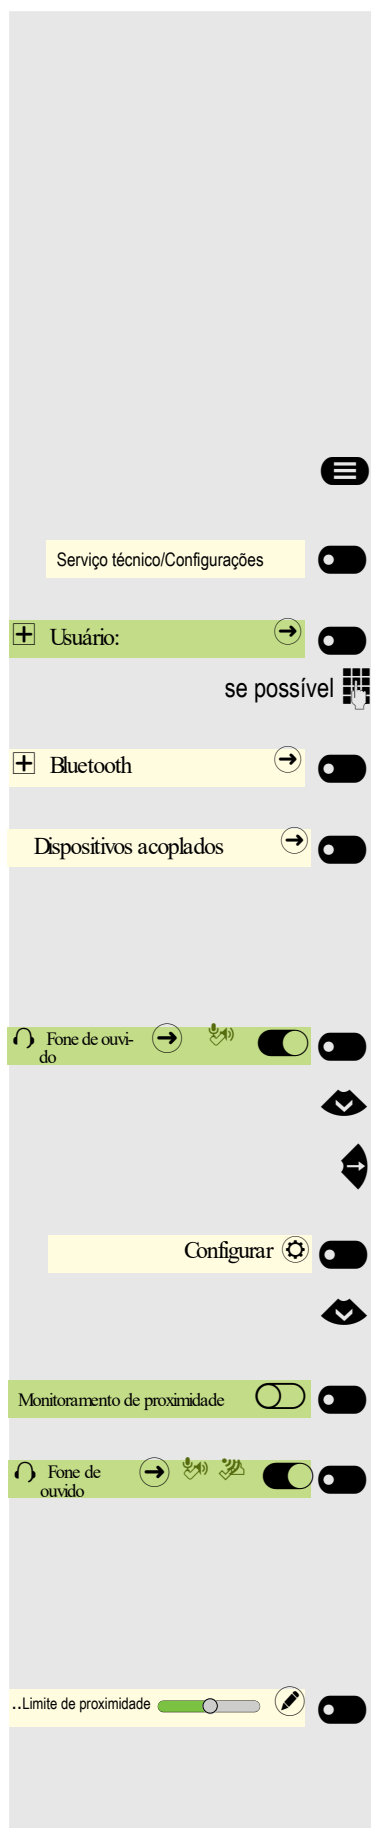 Serviço técnico/Configurações
Usuário:
se possível
Bluetooth
Dispositivos acoplados
Fone de ouvi-
do
Configurar
Monitoramento de proximidade
Fone de
ouvido
..Limite de proximidade